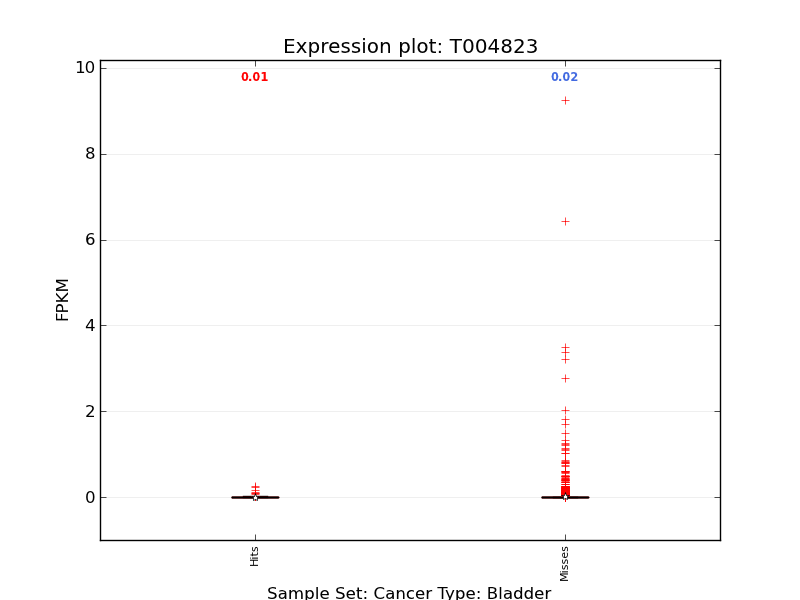 Expression plot: T004823
10
0.01
0.02
8
6
4
2
0
FPKM
Hits
Misses
Sample Set: Cancer Type: Bladder